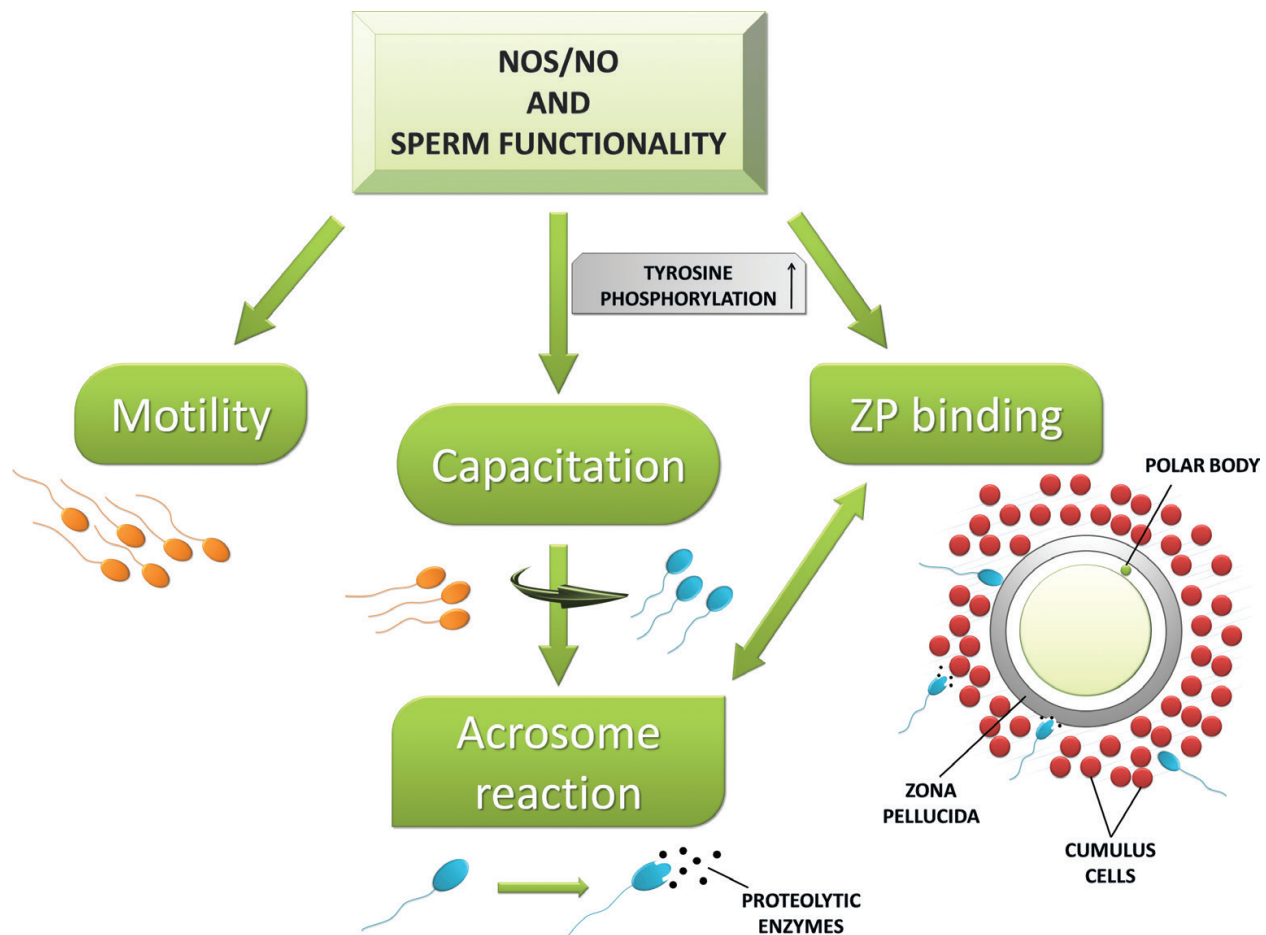 NOS/NO
AND
SPERM FUNCTIONALITY
TYROSINE
PHOSPHORYLATION
Motility
ZP binding
Capacitation
POLAR BODY
Acrosome
reaction
ZONA
PELLUCIDA
CUMULUS
CELLS
PROTEOLYTIC
ENZYMES